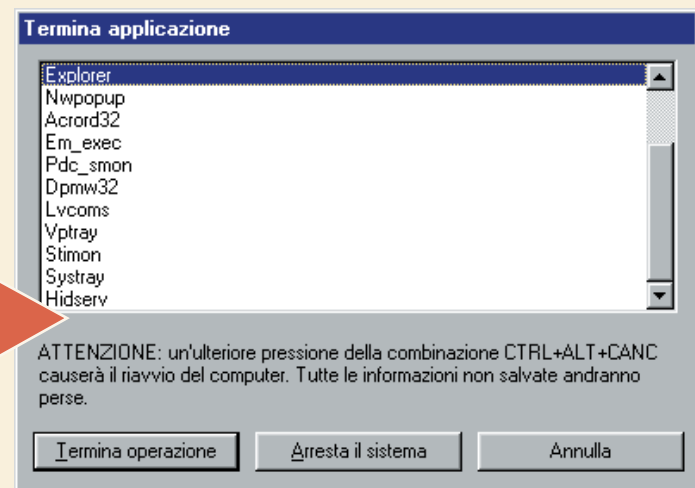 Termina applicazione
Explorer
Nwpopup
Acrord32
Em_exec
Pdc_smon
Dpmw32
Lvcoms
Vptray
Stimon
Systray
Hidserv
ATTENZIONE: un'ulteriore pressione della combinazione CTRL+ALT+CANC
causerà il riavvio del computer. Tutte le informazioni non salvate andranno
perse.
Termina operazione Arresta il sistema Annulla